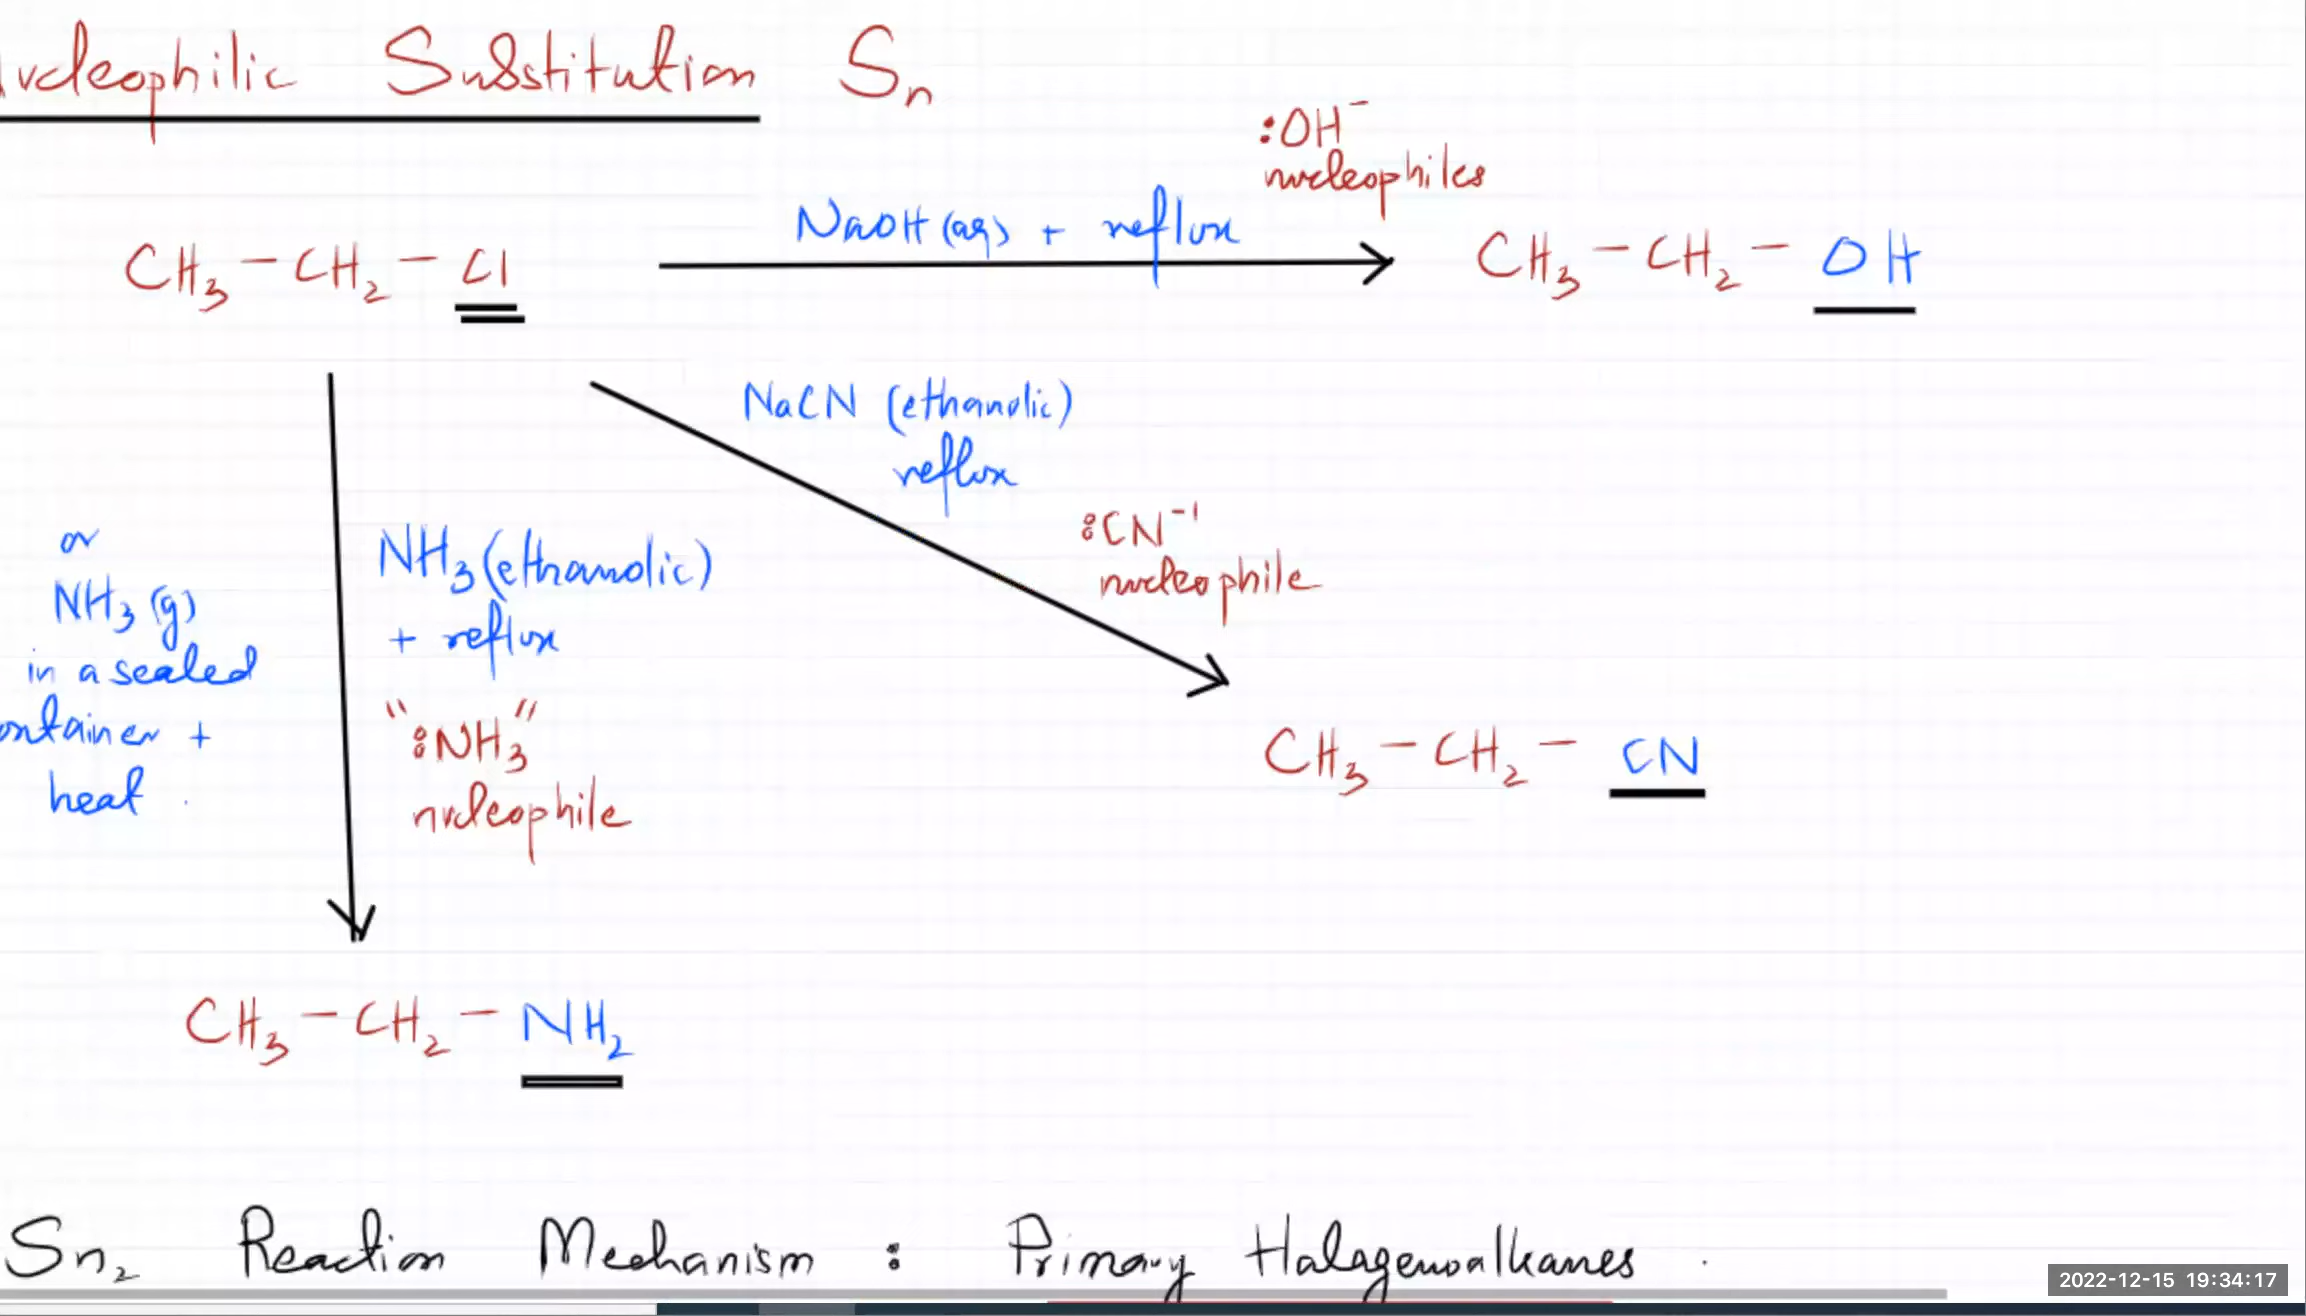 Nucleophilic Substitution Sn
:OH⁻
nucleophiles
NaOH (aq) + reflux
CH₃ – CH₂ – Cl
CH₃ – CH₂ – OH
NaCN (ethanolic)
reflux
:CN⁻¹
nucleophile
or
NH₃ (g)
in a sealed
container +
heat
NH₃ (ethanolic)
+ reflux
":NH₃"
nucleophile
CH₃ – CH₂ – CN
CH₃ – CH₂ – NH₂
Sn₂ Reaction Mechanism : Primary Halogenoalkanes .
2022-12-15 19:34:17